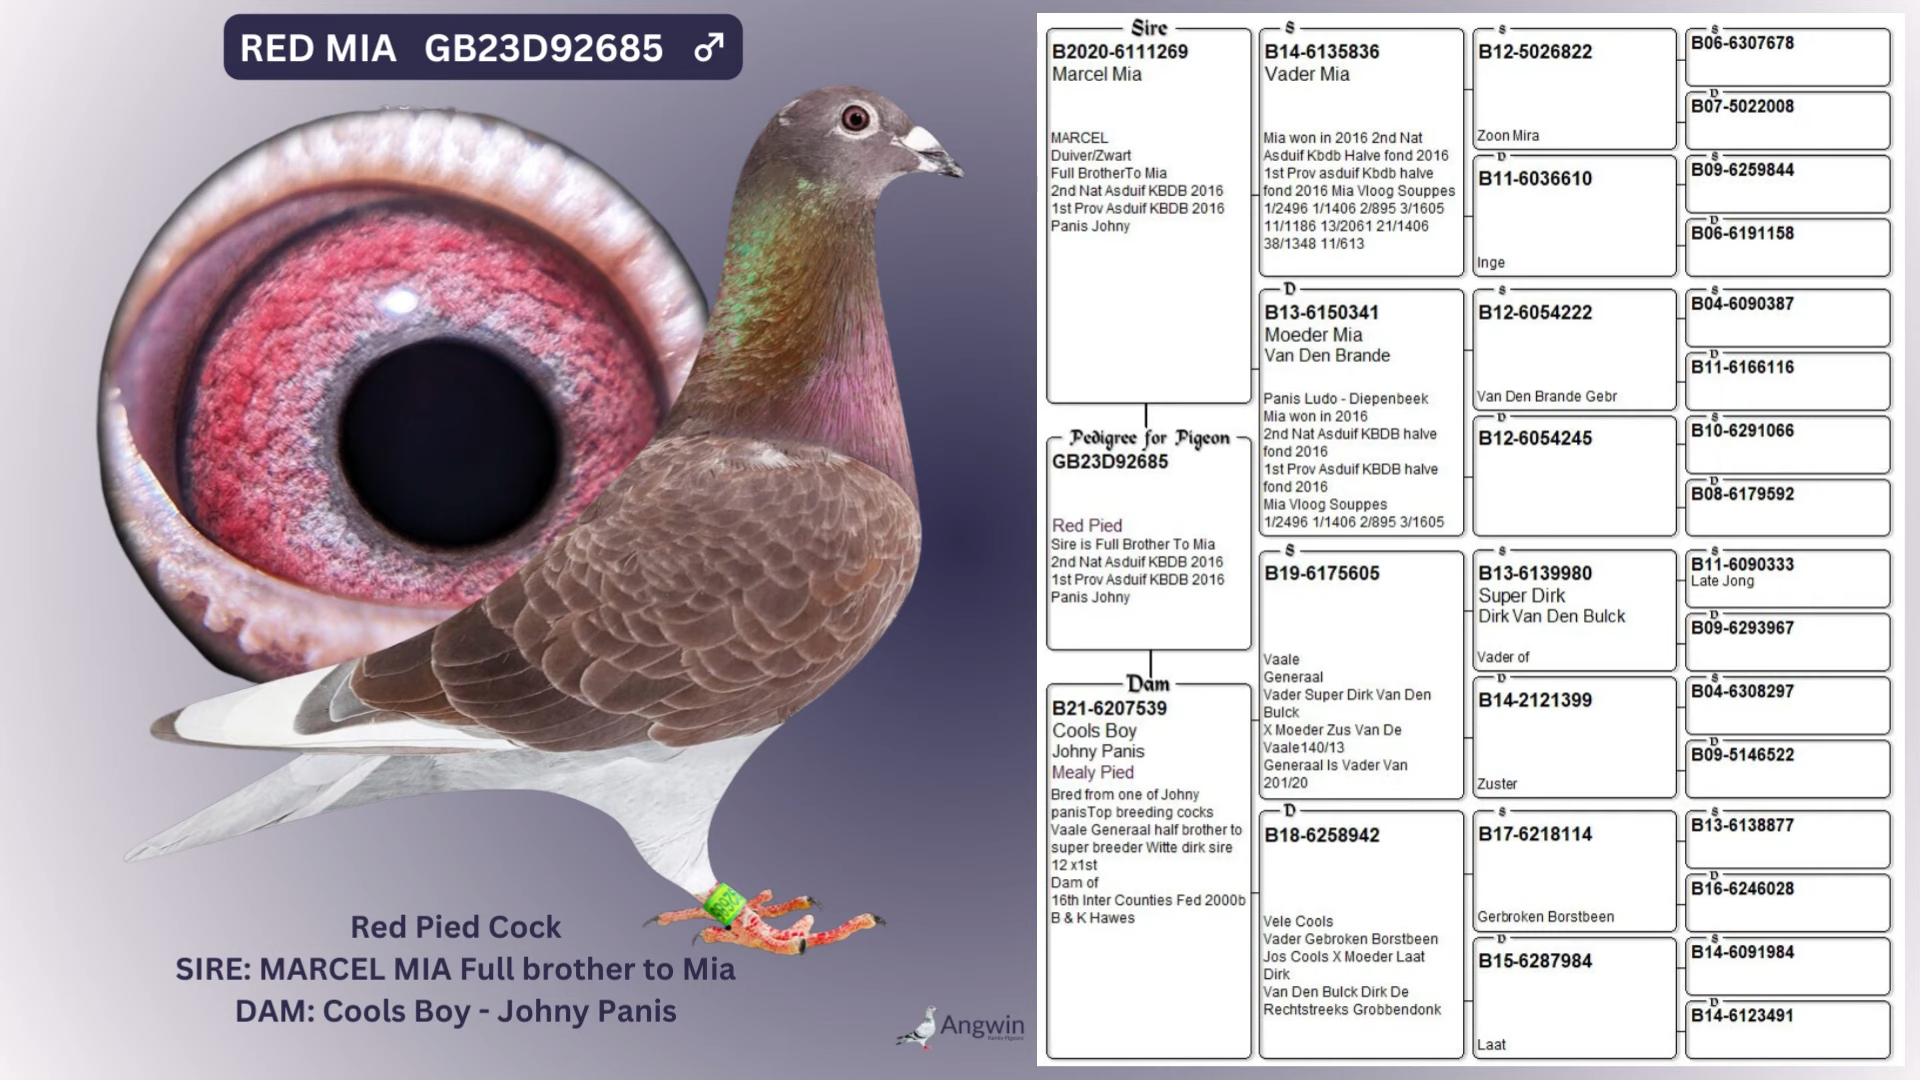 RED MIA GB23D92685 ♂
Red Pied Cock
SIRE: MARCEL MIA Full brother to Mia
DAM: Cools Boy - Johny Panis
Angwin
Sire
B2020-6111269
Marcel Mia
MARCEL
Duiver/Zwart
Full BrotherTo Mia
2nd Nat Asduif KBDB 2016
1st Prov Asduif KBDB 2016
Panis Johny
Pedigree for Pigeon
GB23D92685
Red Pied
Sire is Full Brother To Mia
2nd Nat Asduif KBDB 2016
1st Prov Asduif KBDB 2016
Panis Johny
Dam
B21-6207539
Cools Boy
Johny Panis
Mealy Pied
Bred from one of Johny
panisTop breeding cocks
Vaale Generaal half brother to
super breeder Witte dirk sire
12 x1st
Dam of
16th Inter Counties Fed 2000b
B & K Hawes
S
B14-6135836
Vader Mia
Mia won in 2016 2nd Nat
Asduif Kbdb Halve fond 2016
1st Prov asduif Kbdb halve
fond 2016 Mia Vloog Souppes
1/2496 1/1406 2/895 3/1605
11/1186 13/2061 21/1406
38/1348 11/613
D
B13-6150341
Moeder Mia
Van Den Brande
Panis Ludo - Diepenbeek
Mia won in 2016
2nd Nat Asduif KBDB halve
fond 2016
1st Prov Asduif KBDB halve
fond 2016
Mia Vloog Souppes
1/2496 1/1406 2/895 3/1605
S
B19-6175605
Vaale
Generaal
Vader Super Dirk Van Den
Bulck
X Moeder Zus Van De
Vaale140/13
Generaal Is Vader Van
201/20
D
B18-6258942
Vele Cools
Vader Gebroken Borstbeen
Jos Cools X Moeder Laat
Dirk
Van Den Bulck Dirk De
Rechtstreeks Grobbendonk
S
B12-5026822
Zoon Mira
D
B11-6036610
Inge
S
B12-6054222
Van Den Brande Gebr
D
B12-6054245
S
B13-6139980
Super Dirk
Dirk Van Den Bulck
Vader of
D
B14-2121399
Zuster
S
B17-6218114
Gerbroken Borstbeen
D
B15-6287984
Laat
S
B06-6307678
D
B07-5022008
S
B09-6259844
D
B06-6191158
S
B04-6090387
D
B11-6166116
S
B10-6291066
D
B08-6179592
S
B11-6090333
Late Jong
D
B09-6293967
S
B04-6308297
D
B09-5146522
S
B13-6138877
D
B16-6246028
S
B14-6091984
D
B14-6123491